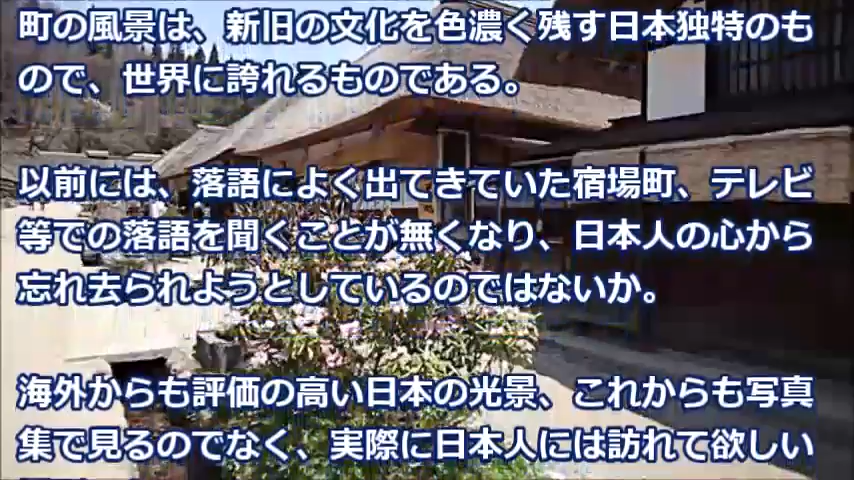 町の風景は、新旧の文化を色濃く残す日本独特のも
ので、世界に誇れるものである。
以前には、落語によく出てきていた宿場町、テレビ
等での落語を聞くことが無くなり、日本人の心から
忘れ去られようとしているのではないか。
海外からも評価の高い日本の光景、これからも写真
集で見るのでなく、実際に日本人には訪れて欲しい